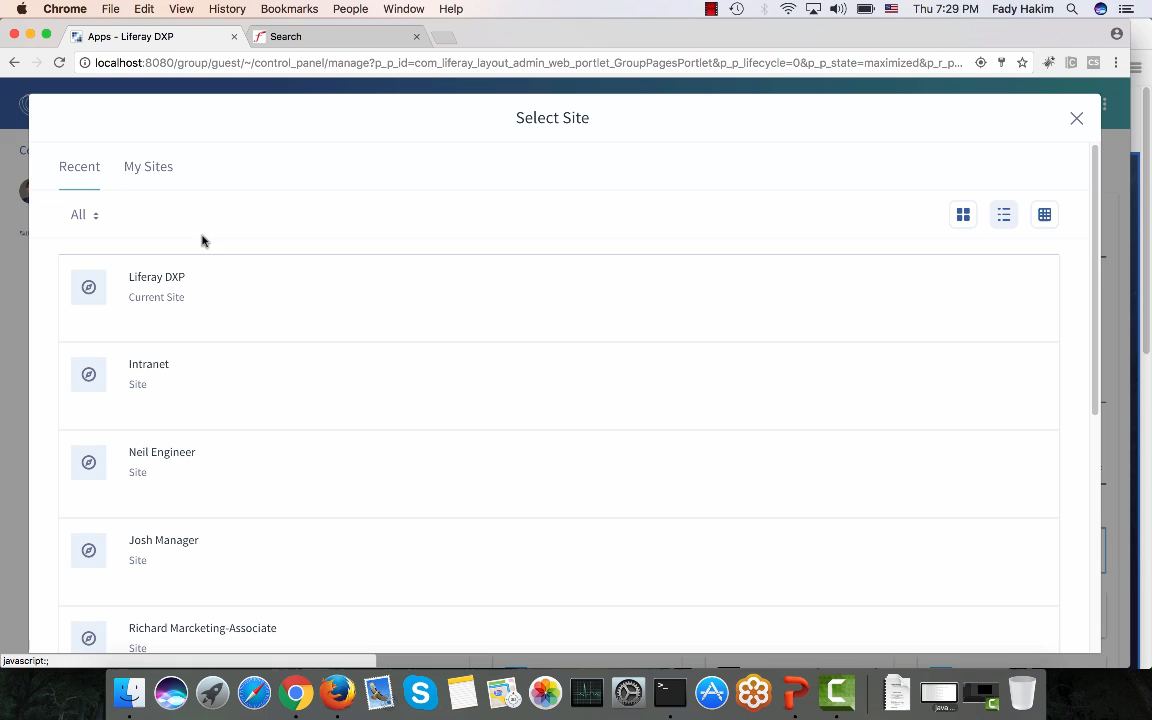 Chrome File Edit View History Bookmarks People Window Help Thu 7:29 PM Fady Hakim
Apps - Liferay DXP Search
localhost:8080/group/guest/~/control_panel/manage?p_p_id=com_liferay_layout_admin_web_portlet_GroupPagesPortlet&p_p_lifecycle=0&p_p_state=maximized&p_r_p...
Select Site
Recent My Sites
All
Liferay DXP
Current Site
Intranet
Site
Neil Engineer
Site
Josh Manager
Site
Richard Marcketing-Associate
Site
javascript:;